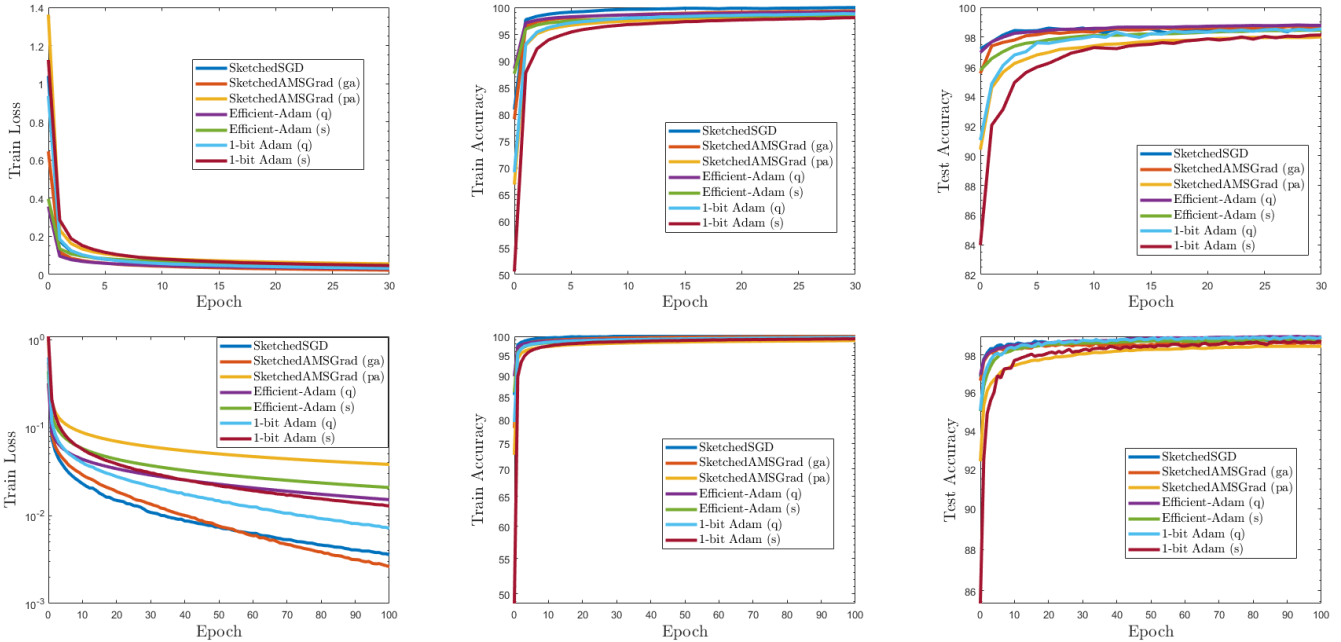 1.4
1.2
1
0.8
0.6
0.4
0.2
0
Train Loss
SketchedSGD
SketchedAMSGrad (ga)
SketchedAMSGrad (pa)
Efficient-Adam (q)
Efficient-Adam (s)
1-bit Adam (q)
1-bit Adam (s)
0 5 10 15 20 25 30
Epoch
100
95
90
85
80
75
70
65
60
55
50
Train Accuracy
SketchedSGD
SketchedAMSGrad (ga)
SketchedAMSGrad (pa)
Efficient-Adam (q)
Efficient-Adam (s)
1-bit Adam (q)
1-bit Adam (s)
0 5 10 15 20 25 30
Epoch
100
98
96
94
92
90
88
86
84
82
Test Accuracy
SketchedSGD
SketchedAMSGrad (ga)
SketchedAMSGrad (pa)
Efficient-Adam (q)
Efficient-Adam (s)
1-bit Adam (q)
1-bit Adam (s)
0 5 10 15 20 25 30
Epoch
10^0
10^-1
10^-2
10^-3
Train Loss
SketchedSGD
SketchedAMSGrad (ga)
SketchedAMSGrad (pa)
Efficient-Adam (q)
Efficient-Adam (s)
1-bit Adam (q)
1-bit Adam (s)
0 10 20 30 40 50 60 70 80 90 100
Epoch
100
95
90
85
80
75
70
65
60
55
50
Train Accuracy
SketchedSGD
SketchedAMSGrad (ga)
SketchedAMSGrad (pa)
Efficient-Adam (q)
Efficient-Adam (s)
1-bit Adam (q)
1-bit Adam (s)
0 10 20 30 40 50 60 70 80 90 100
Epoch
98
96
94
92
90
88
86
Test Accuracy
SketchedSGD
SketchedAMSGrad (ga)
SketchedAMSGrad (pa)
Efficient-Adam (q)
Efficient-Adam (s)
1-bit Adam (q)
1-bit Adam (s)
0 10 20 30 40 50 60 70 80 90 100
Epoch